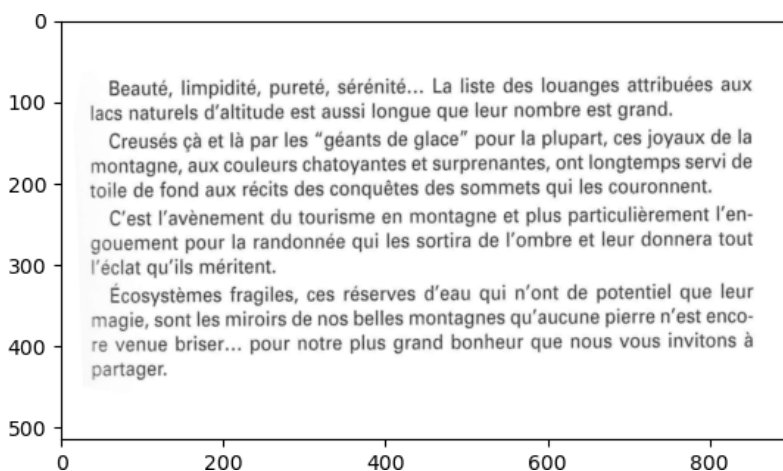 0
Beauté, limpidité, pureté, sérénité... La liste des louanges attribuées aux
100
lacs naturels d'altitude est aussi longue que leur nombre est grand.
Creusés çà et là par les "géants de glace" pour la plupart, ces joyaux de la
montagne, aux couleurs chatoyantes et surprenantes, ont longtemps servi de
200
toile de fond aux récits des conquêtes des sommets qui les couronnent.
C'est l'avènement du tourisme en montagne et plus particulièrement l'en-
gouement pour la randonnée qui les sortira de l'ombre et leur donnera tout
300
l'éclat qu'ils méritent.
Écosystèmes fragiles, ces réserves d'eau qui n'ont de potentiel que leur
magie, sont les miroirs de nos belles montagnes qu'aucune pierre n'est enco-
400
re venue briser... pour notre plus grand bonheur que nous vous invitons à
partager.
500
0 200 400 600 800